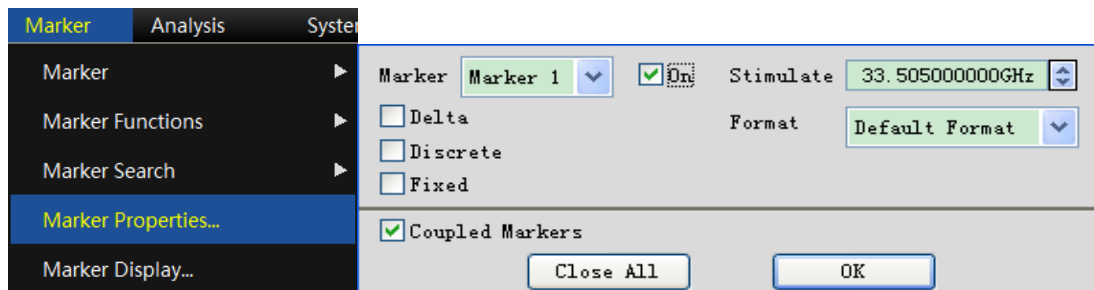 Marker Analysis
Marker
Marker Functions
Marker Search
Marker Properties...
Marker Display...
Marker Marker 1 On Stimulate 33.505000000GHz
Delta
Format Default Format
Discrete
Fixed
Coupled Markers
Close All OK